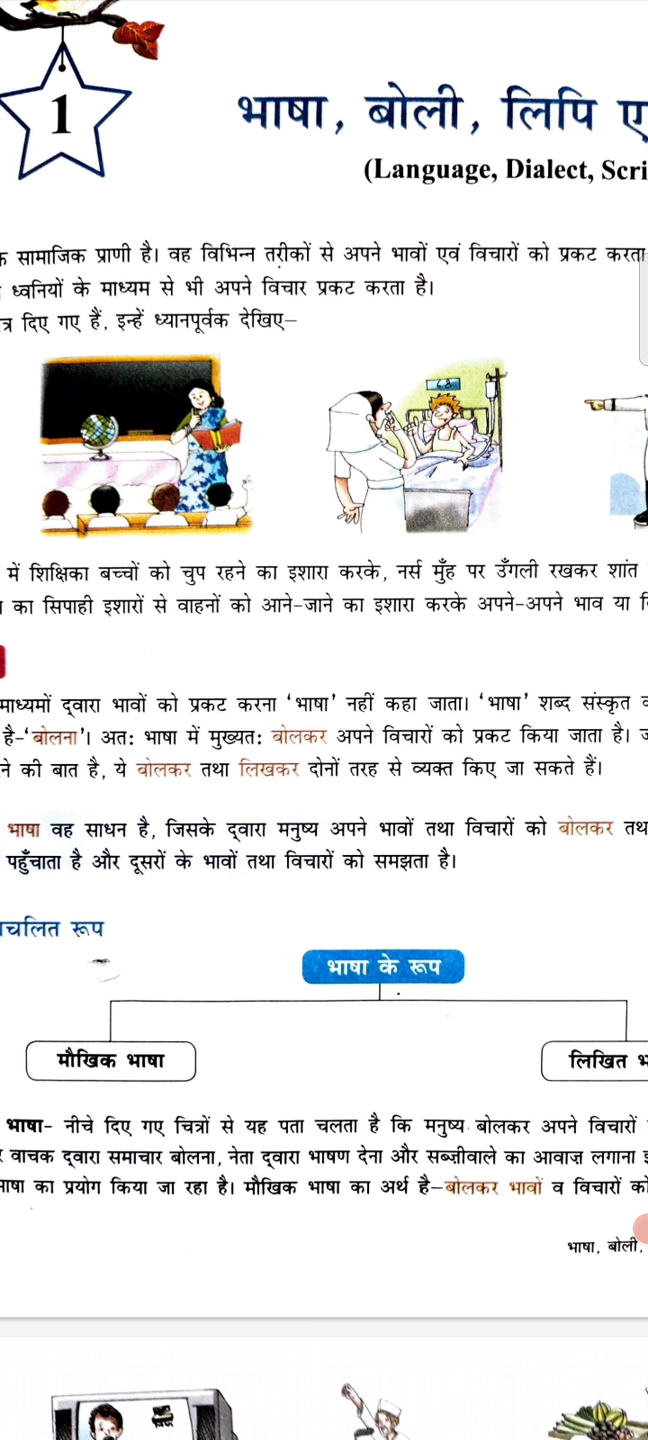 1
भाषा, बोली, लिपि
(Language, Dialect,
सामाजिक प्राणी है। वह विभिन्न तरीकों से अपने भावों एवं विचारों को प्रकट करता
ध्वनियों के माध्यम से भी अपने विचार प्रकट करता है।
दिए गए हैं, इन्हें ध्यानपूर्वक देखिए–
में शिक्षिका बच्चों को चुप रहने का इशारा करके, नर्स मुँह पर उँगली रखकर शांत
का सिपाही इशारों से वाहनों को आने-जाने का इशारा करके अपने-अपने भाव या
माध्यमों द्वारा भावों को प्रकट करना ‘भाषा’ नहीं कहा जाता। ‘भाषा’ शब्द संस्कृत
है-‘बोलना’। अतः भाषा में मुख्यतः बोलकर अपने विचारों को प्रकट किया जाता है।
की बात है, ये बोलकर तथा लिखकर दोनों तरह से व्यक्त किए जा सकते हैं।
भाषा वह साधन है, जिसके द्वारा मनुष्य अपने भावों तथा विचारों को बोलकर
पहुँचाता है और दूसरों के भावों तथा विचारों को समझता है।
रूप
भाषा के रूप
मौखिक भाषा
लिखित
भाषा- नीचे दिए गए चित्रों से यह पता चलता है कि मनुष्य बोलकर अपने विचारों
वाचक द्वारा समाचार बोलना, नेता द्वारा भाषण देना और सब्ज़ीवाले का आवाज़ लगाना
का प्रयोग किया जा रहा है। मौखिक भाषा का अर्थ है–बोलकर भावों व विचारों को
भाषा, बोली,